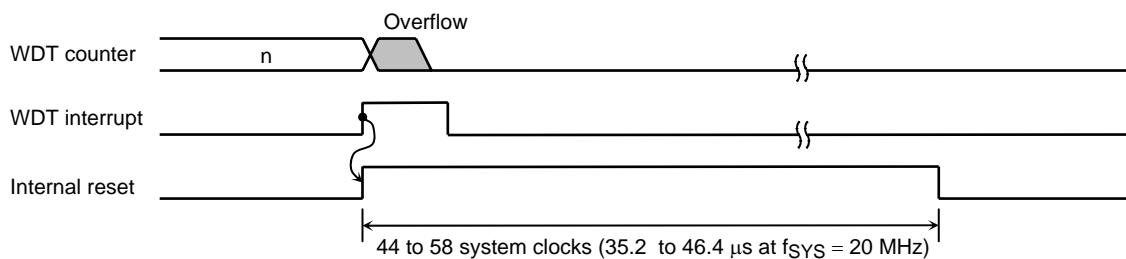 Overflow
WDT counter n
WDT interrupt
Internal reset
44 to 58 system clocks (35.2 to 46.4 μs at fSYS = 20 MHz)